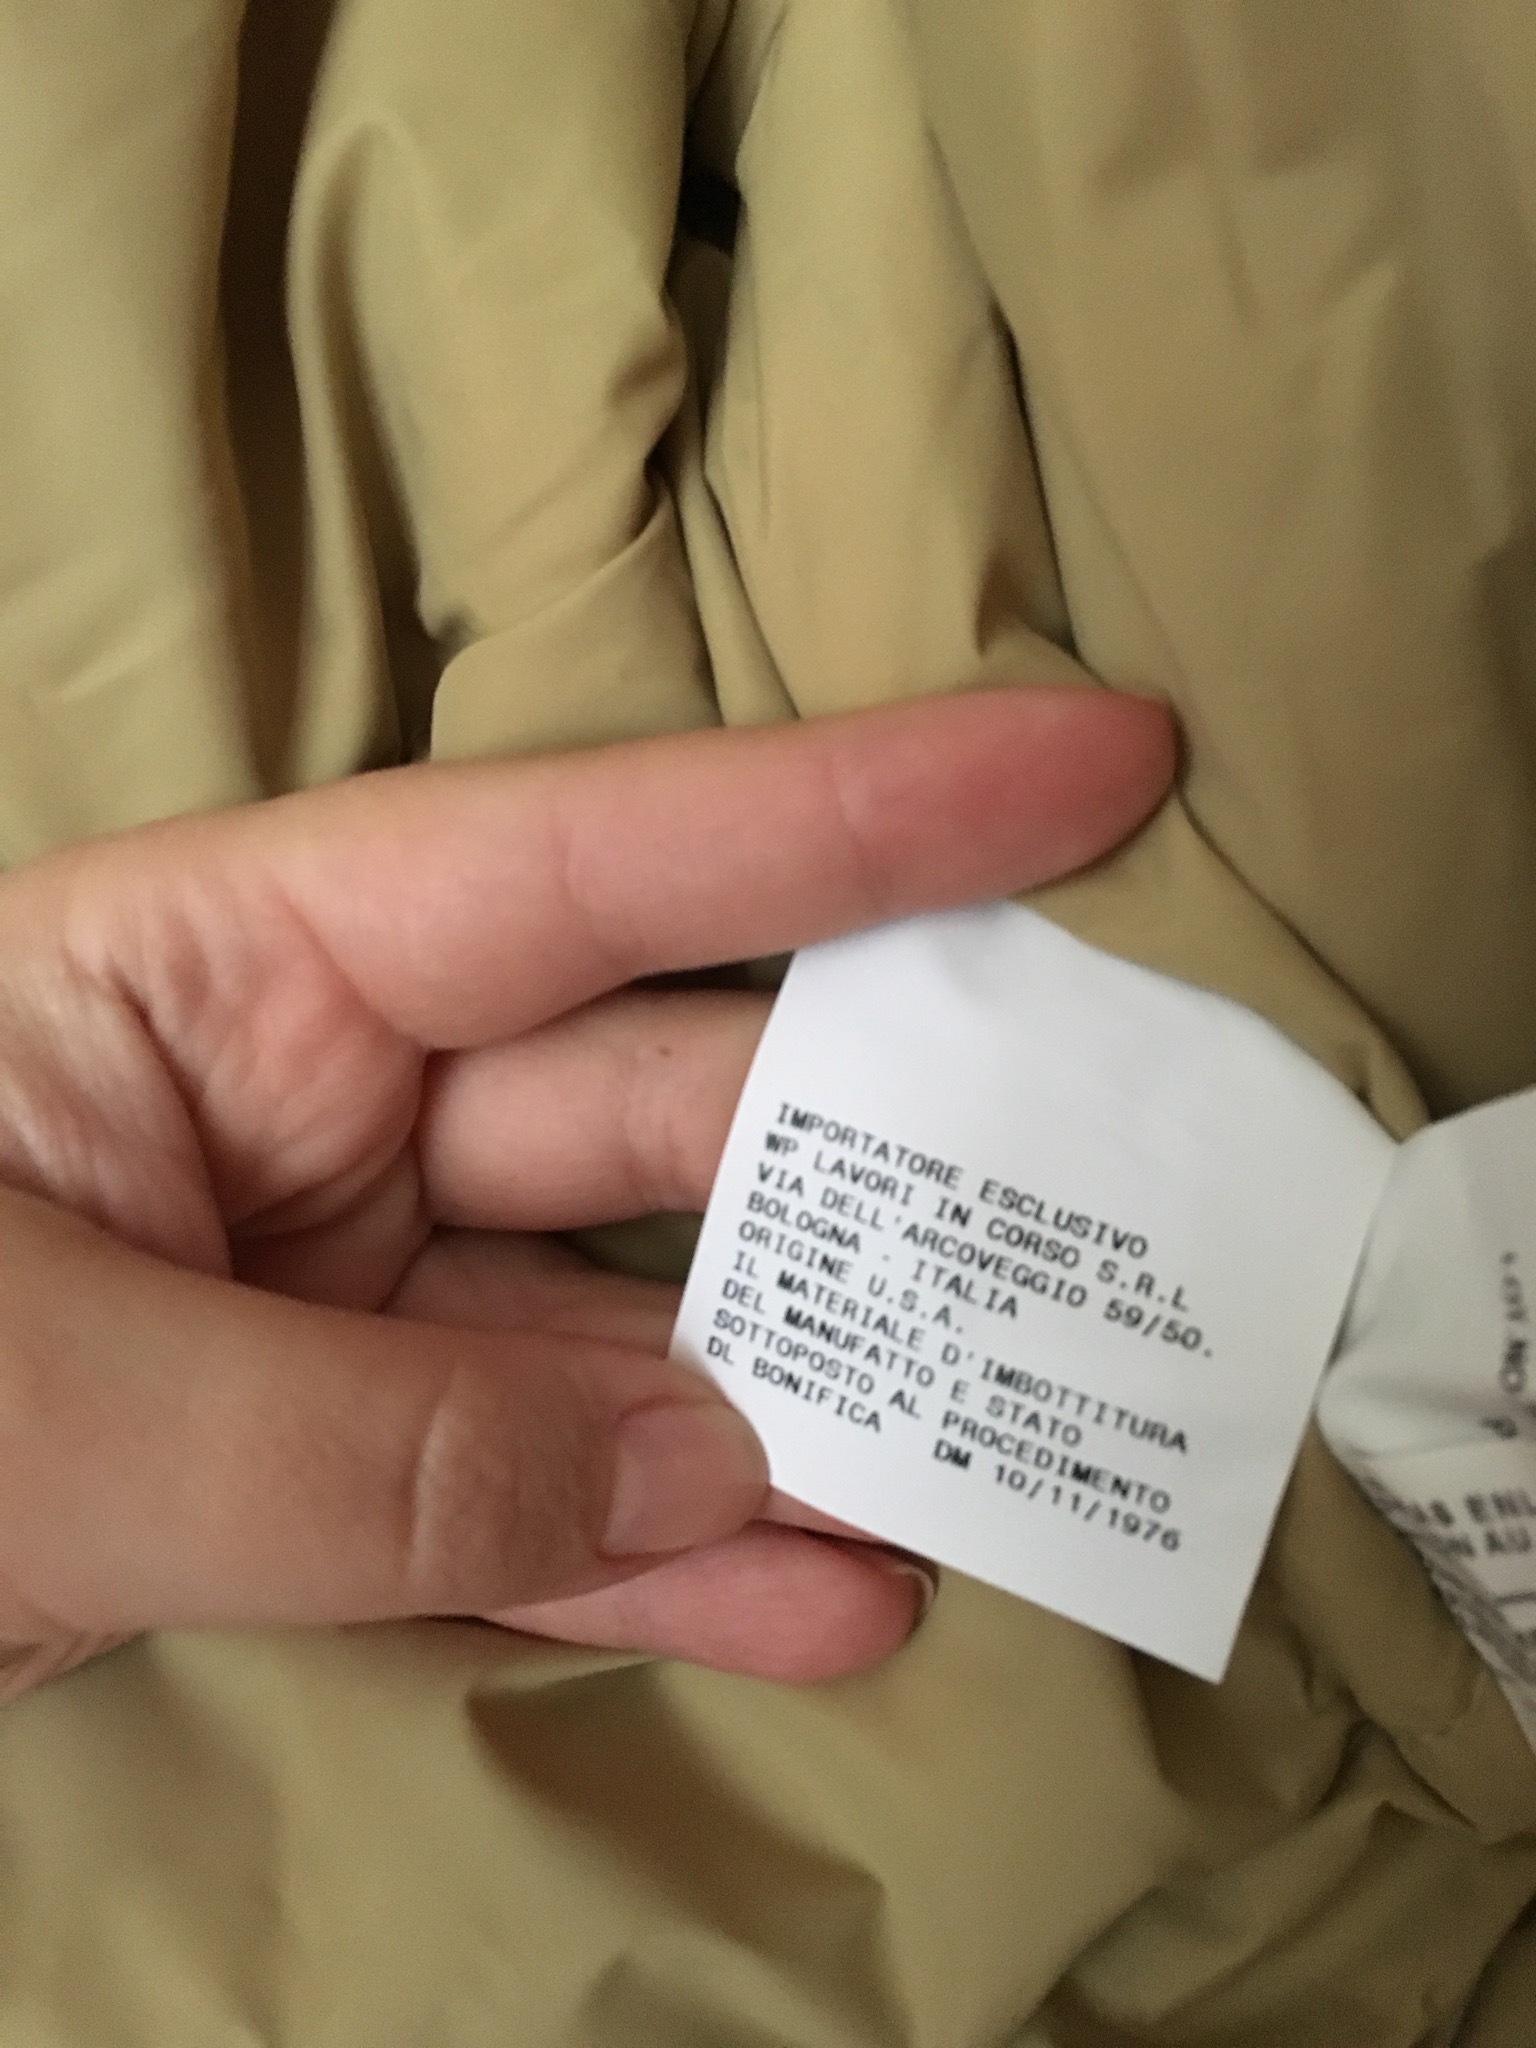 IMPORTATORE ESCLUSIVO
WP LAVORI IN CORSO S.R.L
VIA DELL'ARCOVEGGIO 59/50.
BOLOGNA - ITALIA
ORIGINE U.S.A.
IL MATERIALE D'IMBOTTITURA
DEL MANUFATTO E STATO
SOTTOPOSTO AL PROCEDIMENTO
DL BONIFICA DM 10/11/1976